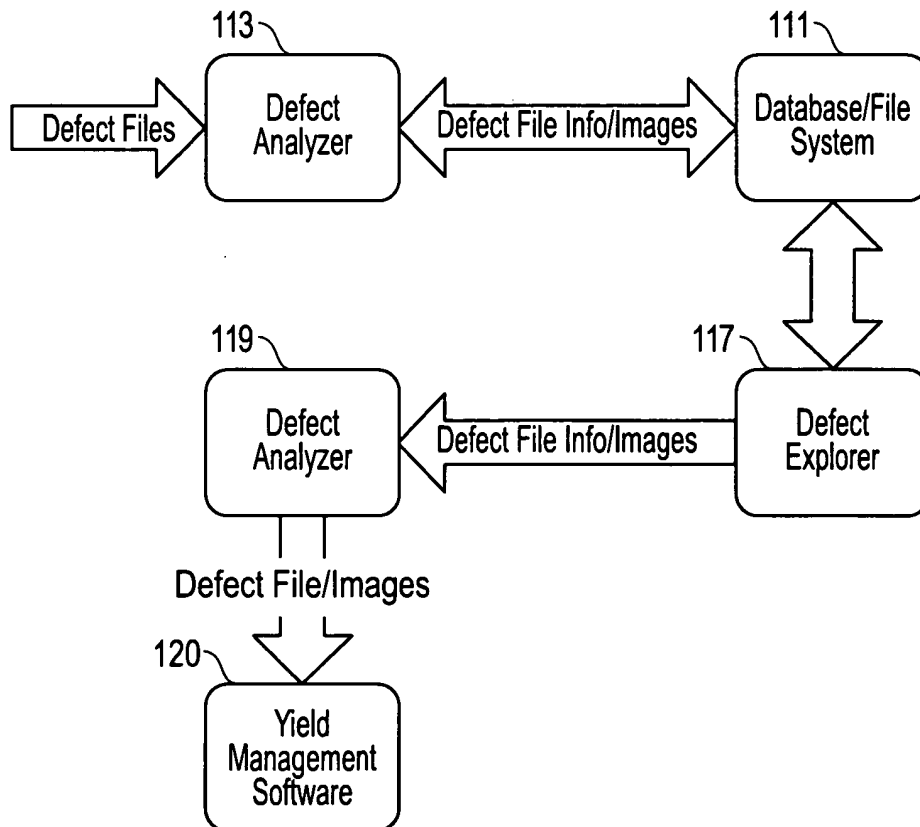 113
111
Defect Files
Defect
Analyzer
Defect File Info/Images
Database/File
System
119
117
Defect
Analyzer
Defect File Info/Images
Defect
Explorer
Defect File/Images
120
Yield
Management
Software